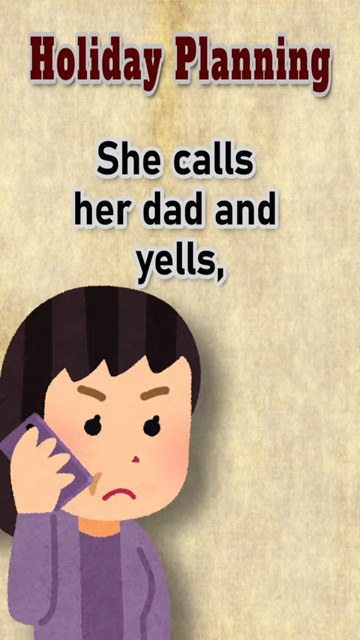 Holiday Planning
She calls
her dad and
yells,